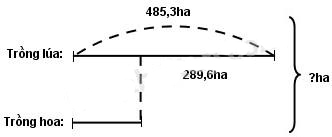 485,3ha
Trồng lúa:
289,6ha
?ha
Trồng hoa: